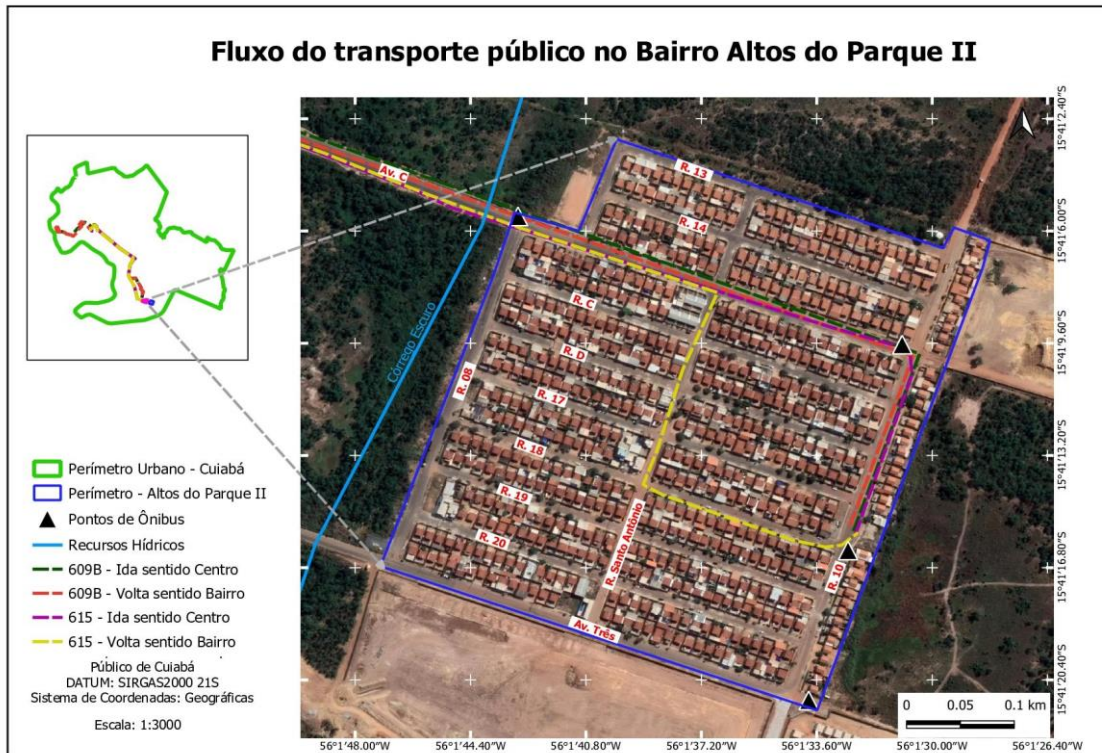 Fluxo do transporte público no Bairro Altos do Parque II
Av. C
R. 13
R. 14
R. C
R. D
R. 17
R. 08
R. 18
R. 19
R. 20
R. Santo Antônio
R. 10
Av. Três
Córrego Escuro
15°41'2.40"S
15°41'6.00"S
15°41'9.60"S
15°41'13.20"S
15°41'16.80"S
15°41'20.40"S
Perímetro Urbano - Cuiabá
Perímetro - Altos do Parque II
Pontos de Ônibus
Recursos Hídricos
609B - Ida sentido Centro
609B - Volta sentido Bairro
615 - Ida sentido Centro
615 - Volta sentido Bairro
Público de Cuiabá
DATUM: SIRGAS2000 21S
Sistema de Coordenadas: Geográficas
Escala: 1:3000
0 0.05 0.1 km
56°1'48.00"W 56°1'44.40"W 56°1'40.80"W 56°1'37.20"W 56°1'33.60"W 56°1'30.00"W 56°1'26.40"W